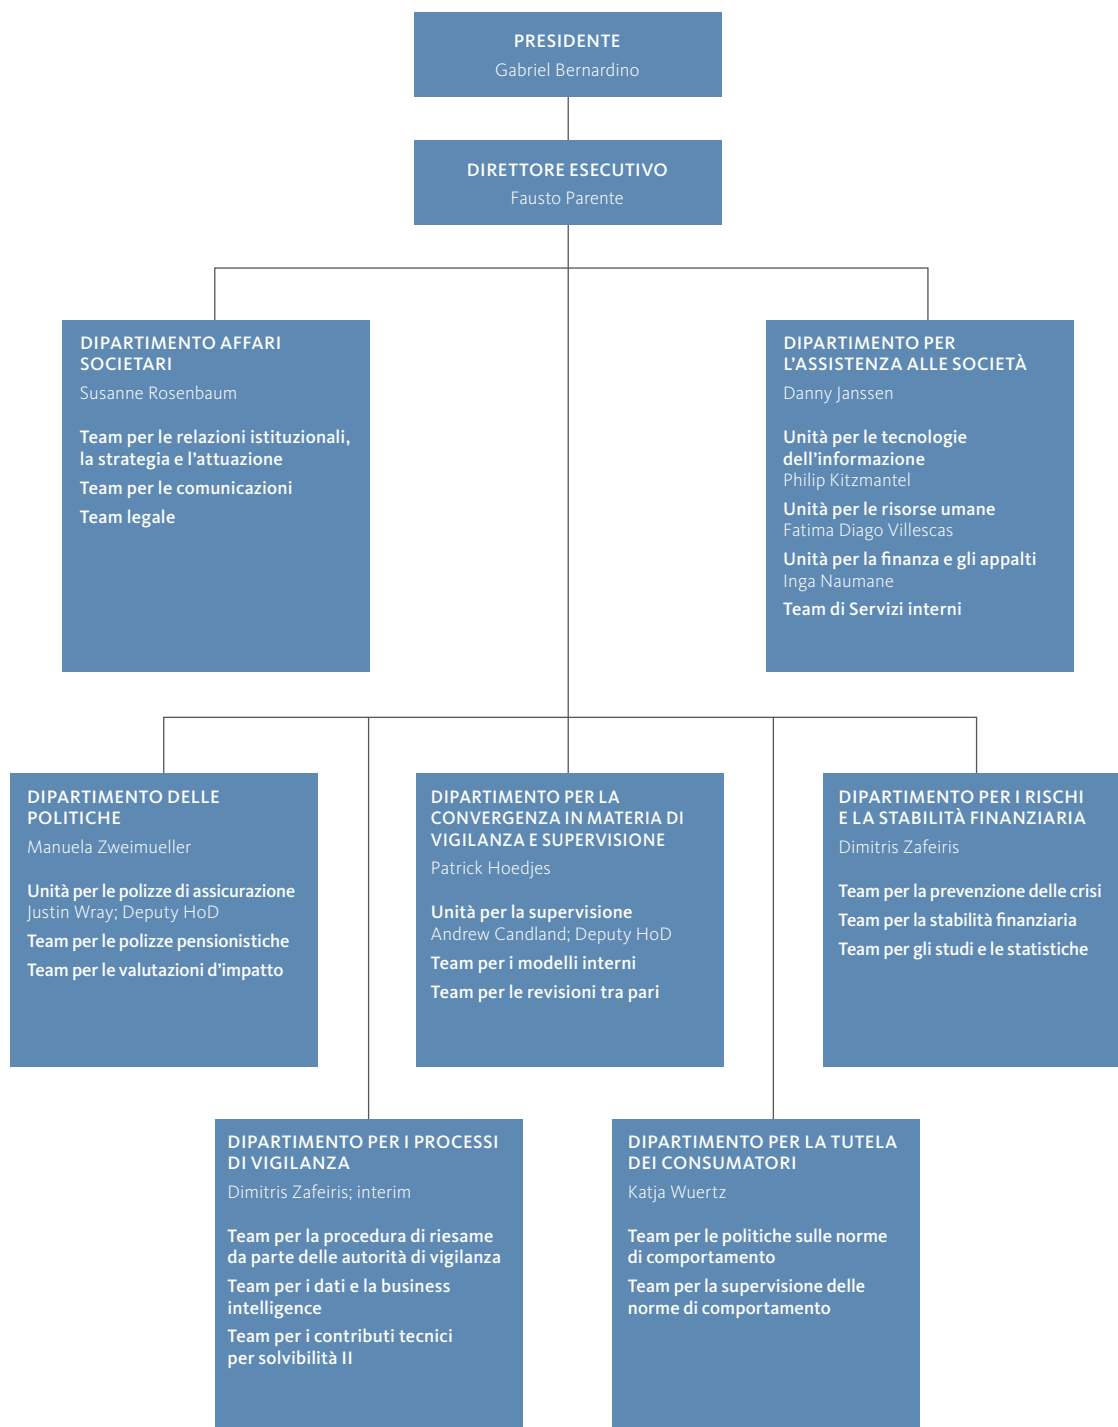 PRESIDENTE
Gabriel Bernardino
DIRETTORE ESECUTIVO
Fausto Parente
DIPARTIMENTO AFFARI
SOCIETARI
Susanne Rosenbaum
Team per le relazioni istituzionali,
la strategia e l'attuazione
Team per le comunicazioni
Team legale
DIPARTIMENTO PER
L'ASSISTENZA ALLE SOCIETÀ
Danny Janssen
Unità per le tecnologie
dell'informazione
Philip Kitzmantel
Unità per le risorse umane
Fatima Diago Villescas
Unità per la finanza e gli appalti
Inga Naumane
Team di Servizi interni
DIPARTIMENTO DELLE
POLITICHE
Manuela Zweimueller
Unità per le polizze di assicurazione
Justin Wray; Deputy HoD
Team per le polizze pensionistiche
Team per le valutazioni d'impatto
DIPARTIMENTO PER LA
CONVERGENZA IN MATERIA DI
VIGILANZA E SUPERVISIONE
Patrick Hoedjes
Unità per la supervisione
Andrew Candland; Deputy HoD
Team per i modelli interni
Team per le revisioni tra pari
DIPARTIMENTO PER I RISCHI
E LA STABILITÀ FINANZIARIA
Dimitris Zafeiris
Team per la prevenzione delle crisi
Team per la stabilità finanziaria
Team per gli studi e le statistiche
DIPARTIMENTO PER I PROCESSI
DI VIGILANZA
Dimitris Zafeiris; interim
Team per la procedura di riesame
da parte delle autorità di vigilanza
Team per i dati e la business
intelligence
Team per i contributi tecnici
per solvibilità II
DIPARTIMENTO PER LA TUTELA
DEI CONSUMATORI
Katja Wuertz
Team per le politiche sulle norme
di comportamento
Team per la supervisione delle
norme di comportamento